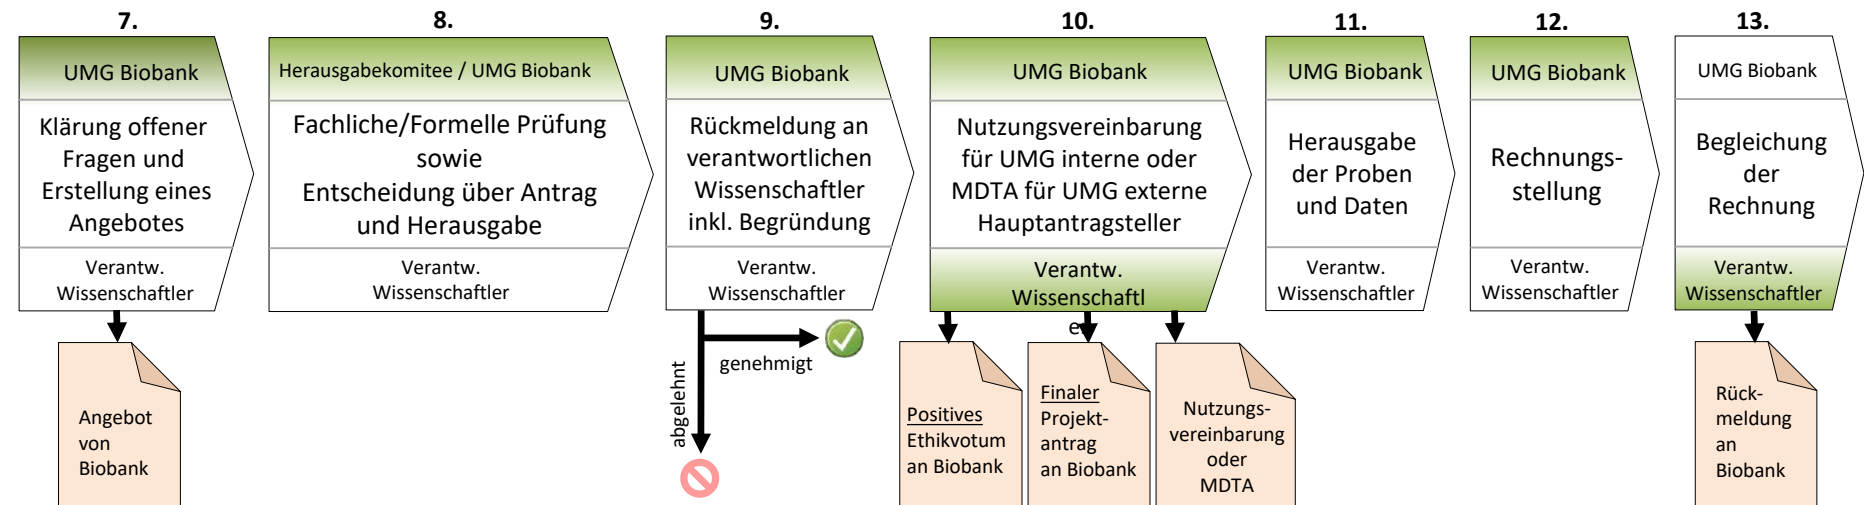 7.
UMG Biobank
Klärung offener
Fragen und
Erstellung eines
Angebotes
Verantw.
Wissenschaftler
Angebot
von
Biobank
8.
Herausgabekomitee / UMG Biobank
Fachliche/Formelle Prüfung
sowie
Entscheidung über Antrag
und Herausgabe
Verantw.
Wissenschaftler
9.
UMG Biobank
Rückmeldung an
verantwortlichen
Wissenschaftler
inkl. Begründung
Verantw.
Wissenschaftler
genehmigt
abgelehnt
10.
UMG Biobank
Nutzungsvereinbarung
für UMG interne oder
MDTA für UMG externe
Hauptantragsteller
Verantw.
Wissenschaftl
e
Positives
Ethikvotum
an Biobank
Finaler
Projekt-
antrag
an Biobank
Nutzungs-
vereinbarung
oder
MDTA
11.
UMG Biobank
Herausgabe
der Proben
und Daten
Verantw.
Wissenschaftler
12.
UMG Biobank
Rechnungs-
stellung
Verantw.
Wissenschaftler
13.
UMG Biobank
Begleichung
der
Rechnung
Verantw.
Wissenschaftler
Rück-
meldung
an
Biobank